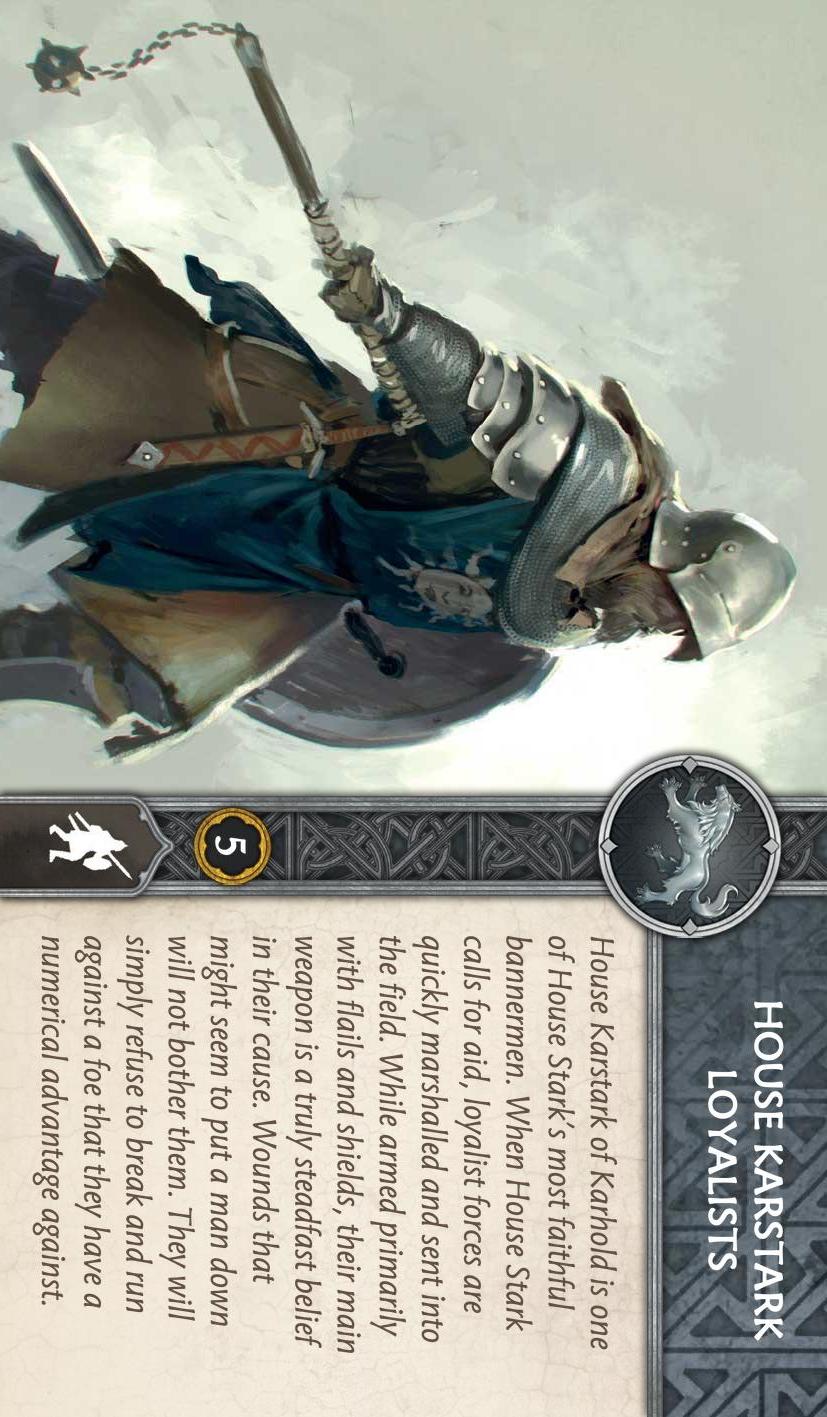 HOUSE KARSTARK
LOYALISTS
House Karstark of Karhold is one
of House Stark's most faithful
bannermen. When House Stark
calls for aid, loyalist forces are
quickly marshalled and sent into
the field. While armed primarily
with flails and shields, their main
weapon is a truly steadfast belief
in their cause. Wounds that
might seem to put a man down
will not bother them. They will
simply refuse to break and run
against a foe that they have a
numerical advantage against.
5